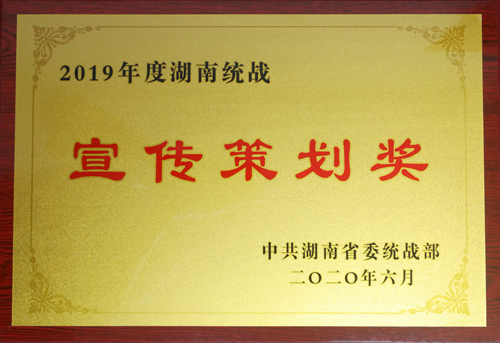 2019年度湖南统战
宣传策划奖
中共湖南省委统战部
二〇二〇年六月